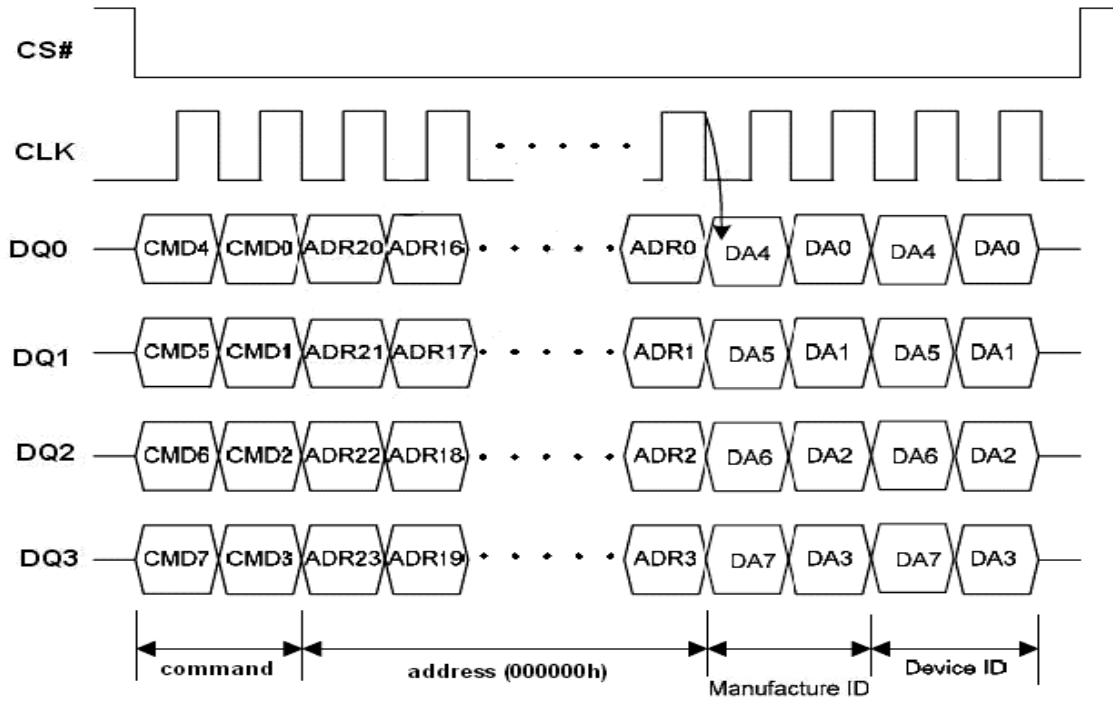 CS#
CLK
DQ0 CMD4 CMD0 ADR20 ADR16 ADR0 DA4 DA0 DA4 DA0
DQ1 CMD5 CMD1 ADR21 ADR17 ADR1 DA5 DA1 DA5 DA1
DQ2 CMD6 CMD2 ADR22 ADR18 ADR2 DA6 DA2 DA6 DA2
DQ3 CMD7 CMD3 ADR23 ADR19 ADR3 DA7 DA3 DA7 DA3
command address (000000h) Manufacture ID Device ID